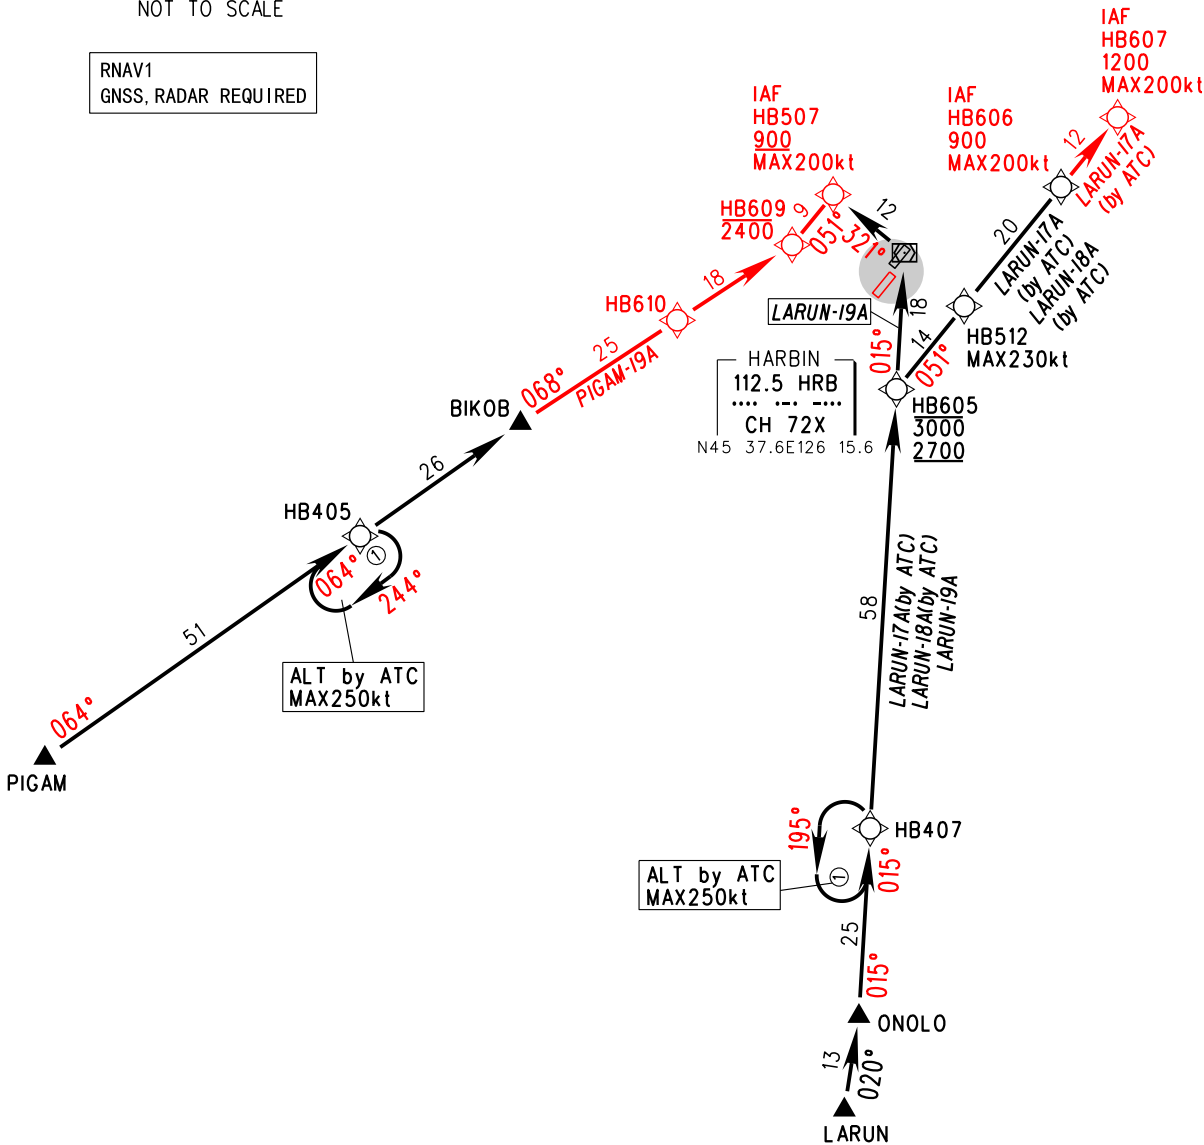 NOT TO SCALE
RNAV1
GNSS, RADAR REQUIRED
IAF
HB607
1200
MAX200kt
IAF
HB507
900
MAX200kt
IAF
HB606
900
MAX200kt
12
LARUN-17A
(by ATC)
HB609
2400
9
051°
321°
12
20
LARUN-17A
(by ATC)
LARUN-18A
(by ATC)
18
HB610
LARUN-19A
18
015°
14
051°
HB512
MAX230kt
25
PIGAM-19A
068°
BIKOB
HARBIN
112.5 HRB
···· ·-· -···
CH 72X
N45 37.6E126 15.6
HB605
3000
2700
26
HB405
1
064°
244°
51
ALT by ATC
MAX250kt
064°
PIGAM
58
LARUN-17A(by ATC)
LARUN-18A(by ATC)
LARUN-19A
195°
HB407
ALT by ATC
MAX250kt
1
015°
25
015°
ONOLO
13
020°
LARUN